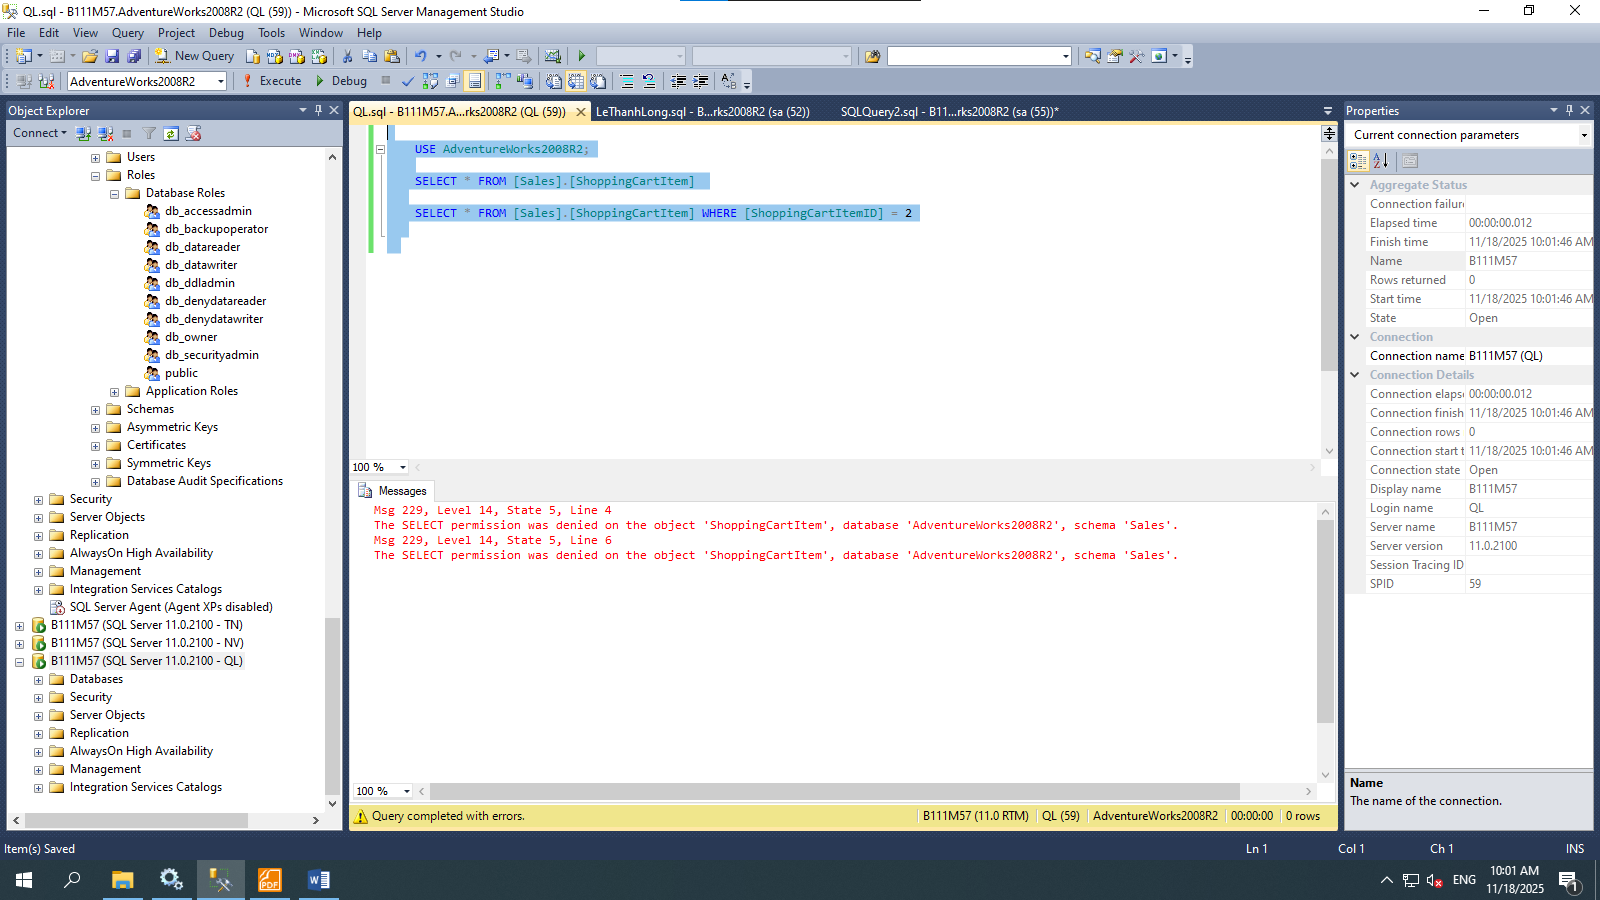 QL.sql - B111M57.AdventureWorks2008R2 (QL (59)) - Microsoft SQL Server Management Studio
File Edit View Query Project Debug Tools Window Help
New Query
AdventureWorks2008R2 Execute Debug
Object Explorer
Connect
Users
Roles
Database Roles
db_accessadmin
db_backupoperator
db_datareader
db_datawriter
db_ddladmin
db_denydatareader
db_denydatawriter
db_owner
db_securityadmin
public
Application Roles
Schemas
Asymmetric Keys
Certificates
Symmetric Keys
Database Audit Specifications
Security
Server Objects
Replication
AlwaysOn High Availability
Management
Integration Services Catalogs
SQL Server Agent (Agent XPs disabled)
B111M57 (SQL Server 11.0.2100 - TN)
B111M57 (SQL Server 11.0.2100 - NV)
B111M57 (SQL Server 11.0.2100 - QL)
Databases
Security
Server Objects
Replication
AlwaysOn High Availability
Management
Integration Services Catalogs
QL.sql - B111M57.A...rks2008R2 (QL (59)) LeThanhLong.sql - B...rks2008R2 (sa (52)) SQLQuery2.sql - B11...rks2008R2 (sa (55))*
USE AdventureWorks2008R2;
SELECT * FROM [Sales].[ShoppingCartItem]
SELECT * FROM [Sales].[ShoppingCartItem] WHERE [ShoppingCartItemID] = 2
100 %
Messages
Msg 229, Level 14, State 5, Line 4
The SELECT permission was denied on the object 'ShoppingCartItem', database 'AdventureWorks2008R2', schema 'Sales'.
Msg 229, Level 14, State 5, Line 6
The SELECT permission was denied on the object 'ShoppingCartItem', database 'AdventureWorks2008R2', schema 'Sales'.
100 %
Query completed with errors. B111M57 (11.0 RTM) QL (59) AdventureWorks2008R2 00:00:00 0 rows
Properties
Current connection parameters
Aggregate Status
Connection failure
Elapsed time 00:00:00.012
Finish time 11/18/2025 10:01:46 AM
Name B111M57
Rows returned 0
Start time 11/18/2025 10:01:46 AM
State Open
Connection
Connection name B111M57 (QL)
Connection Details
Connection elapse 00:00:00.012
Connection finish 11/18/2025 10:01:46 AM
Connection rows 0
Connection start t 11/18/2025 10:01:46 AM
Connection state Open
Display name B111M57
Login name QL
Server name B111M57
Server version 11.0.2100
Session Tracing ID
SPID 59
Name
The name of the connection.
Item(s) Saved Ln 1 Col 1 Ch 1 INS
PDF
ENG 10:01 AM
11/18/2025
1